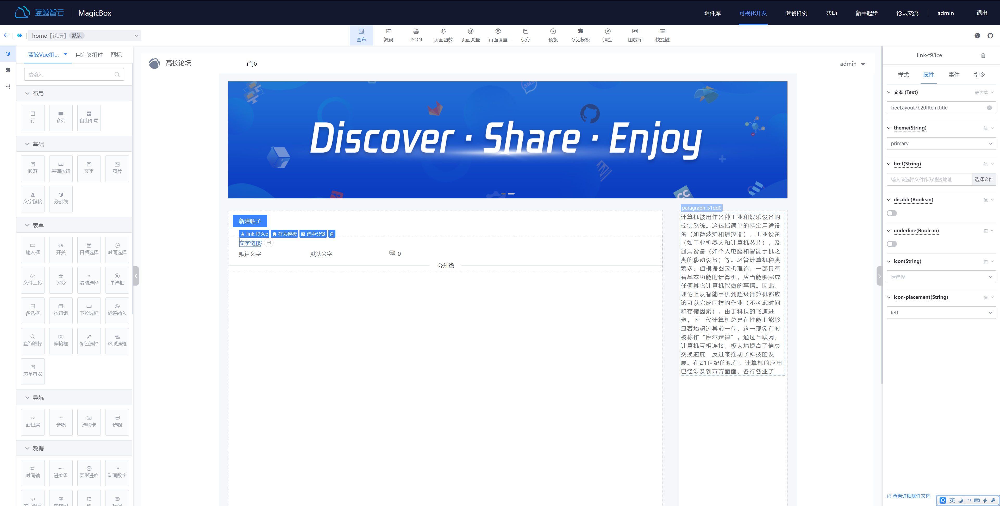 蓝鲸智云 MagicBox 组件库 可视化开发 套餐样例 帮助 新手起步 论坛交流 admin 退出
home【论坛】 默认
画布 源码 JSON 页面函数 页面变量 页面设置 保存 预览 存为模板 清空 函数库 快捷键
蓝鲸Vue组... 自定义组件 图标
请输入
布局
行 多列 自由布局
基础
段落 基础按钮 文字 图片
文字链接 分割线
表单
输入框 开关 日期选择 时间选择
文件上传 评分 滑动选择 单选框
多选框 按钮组 下拉选框 标签输入
查询选择 穿梭框 颜色选择 级联选框
表单容器
导航
面包屑 步骤 选项卡 步骤
数据
时间轴 进度条 圆形进度 动画数字
差异对比 轮播图 树 标记
高校论坛 首页 admin
SMS
Discover · Share · Enjoy
CC
新建帖子
link-f93ce 存为模板 选中父级
文字链接
默认文字 默认文字 0
分割线
paragraph-51dd0
计算机被用作各种工业和娱乐设备的
控制系统。这包括简单的特定用途设
备（如微波炉和遥控器）、工业设备
（如工业机器人和计算机芯片），及
通用设备（如个人电脑和智能手机之
类的移动设备）等。尽管计算机种类
繁多，但根据图灵机理论，一部具有
着基本功能的计算机，应当能够完成
任何其它计算机能做的事情。因此，
理论上从智能手机到超级计算机都应
该可以完成同样的作业（不考虑时间
和存储因素）。由于科技的飞速进
步，下一代计算机总是在性能上能够
显著地超过其前一代，这一现象有时
被称作“摩尔定律”。通过互联网，
计算机互相连接，极大地提高了信息
交换速度，反过来推动了科技的发
展。在21世纪的现在，计算机的应用
已经涉及到方方面面，各行各业了
link-f93ce
样式 属性 事件 指令
文本 (Text) 表达式
freeLayout7b20fItem.title
theme(String) 值
primary
href(String) 值
输入或选择文件作为链接地址 选择文件
disable(Boolean) 值
underline(Boolean) 值
icon(String) 值
请选择
icon-placement(String) 值
left
查看详细属性文档
英